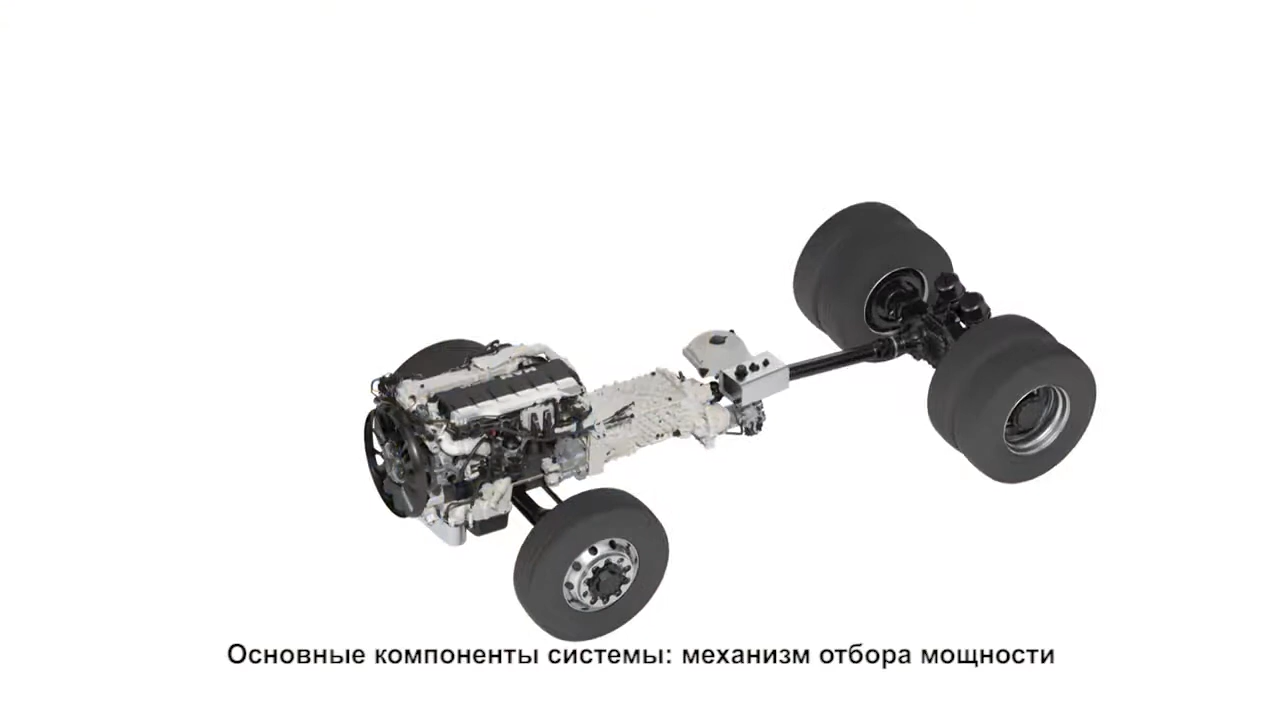 Основные компоненты системы: механизм отбора мощности